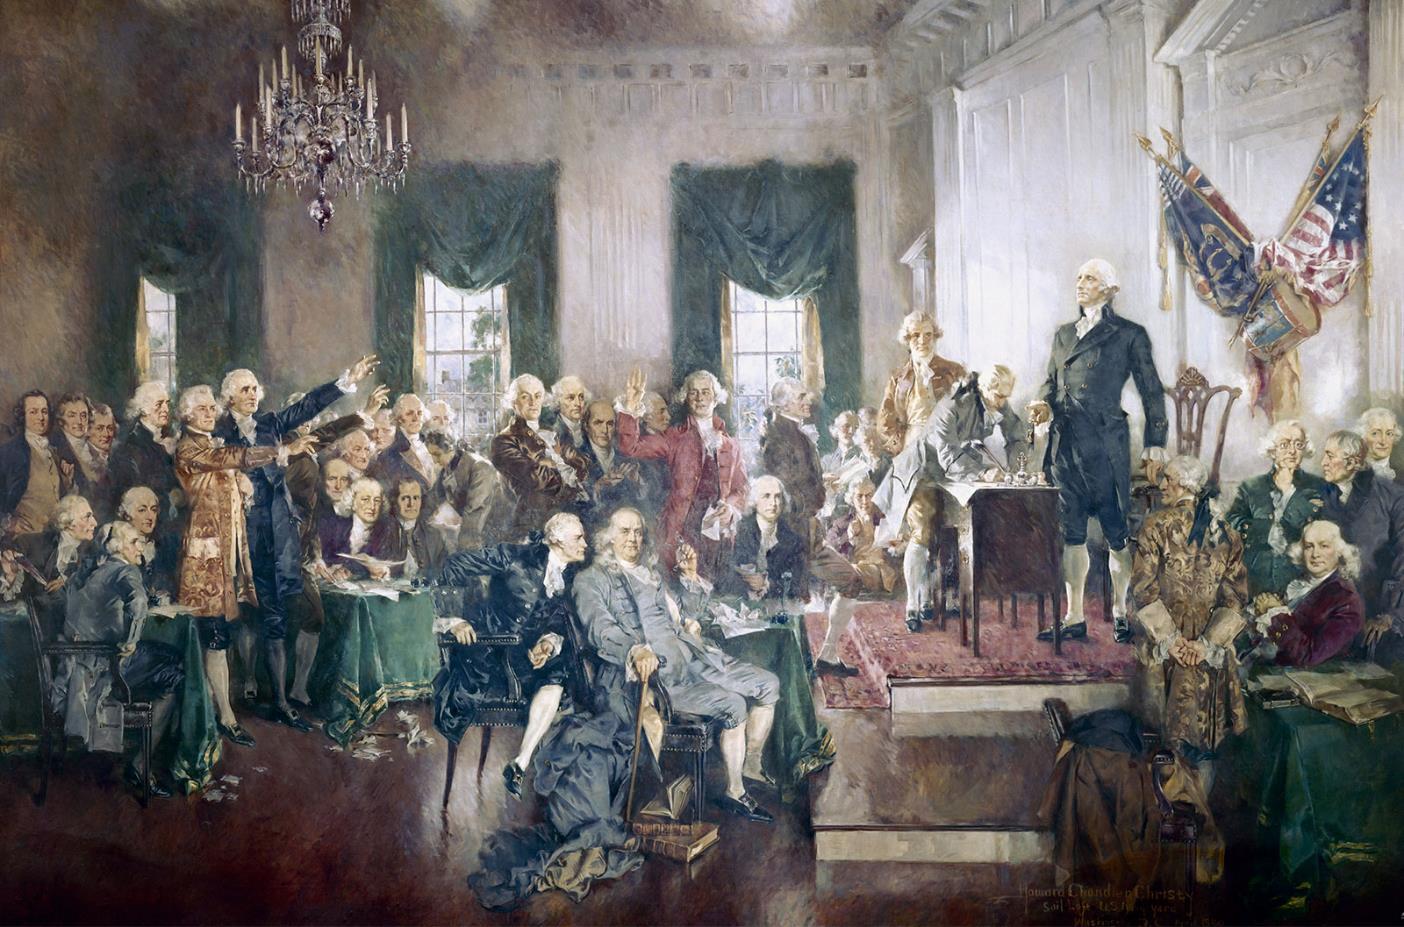 Howard Chandler Christy
Sail Loft U.S. Navy Yard
Washington D.C.